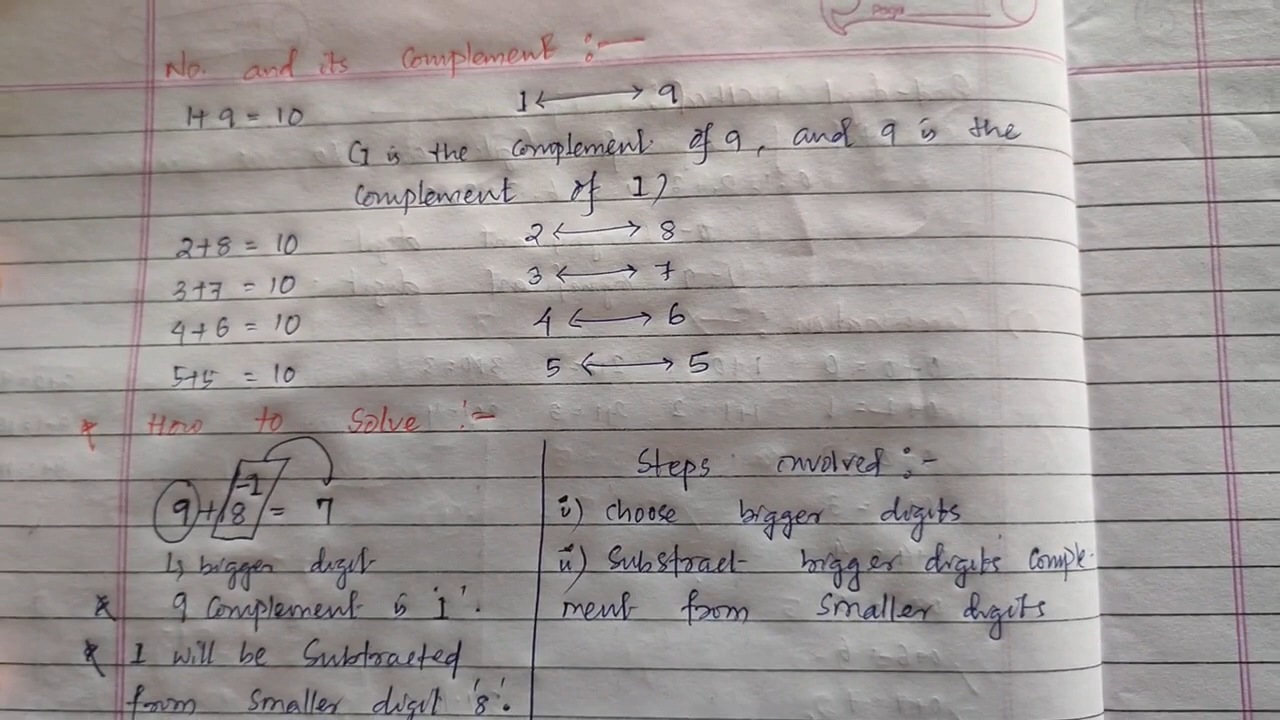 Page
No. and its complement :-
1+9 = 10 1 ↔ 9
(1 is the complement of 9, and 9 is the
complement of 1)
2+8 = 10 2 ↔ 8
3+7 = 10 3 ↔ 7
4+6 = 10 4 ↔ 6
5+5 = 10 5 ↔ 5
* How to Solve :-
9 + 8 -1 = 7
↳ bigger digit
* 9 complement is '1'.
* 1 will be Subtracted
from smaller digit '8'.
Steps involved :-
i) choose bigger digits
ii) Substract bigger digits comple-
ment from smaller digits